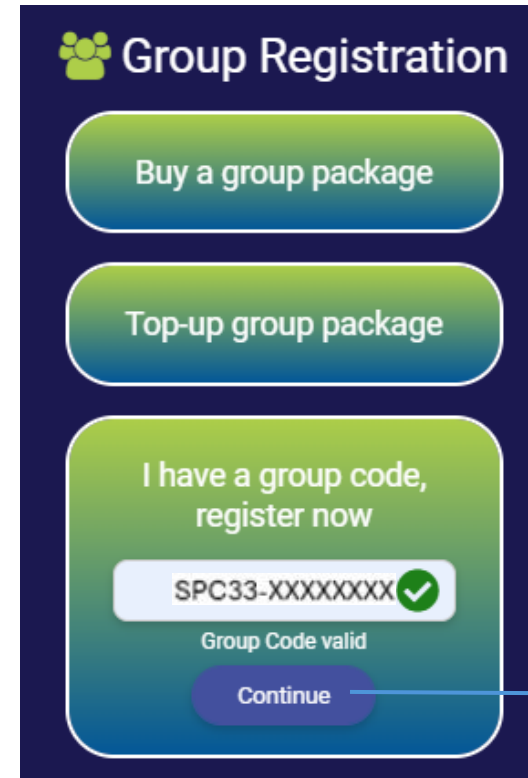 Group Registration
Buy a group package
Top-up group package
I have a group code,
register now
SPC33-XXXXXXXX
Group Code valid
Continue